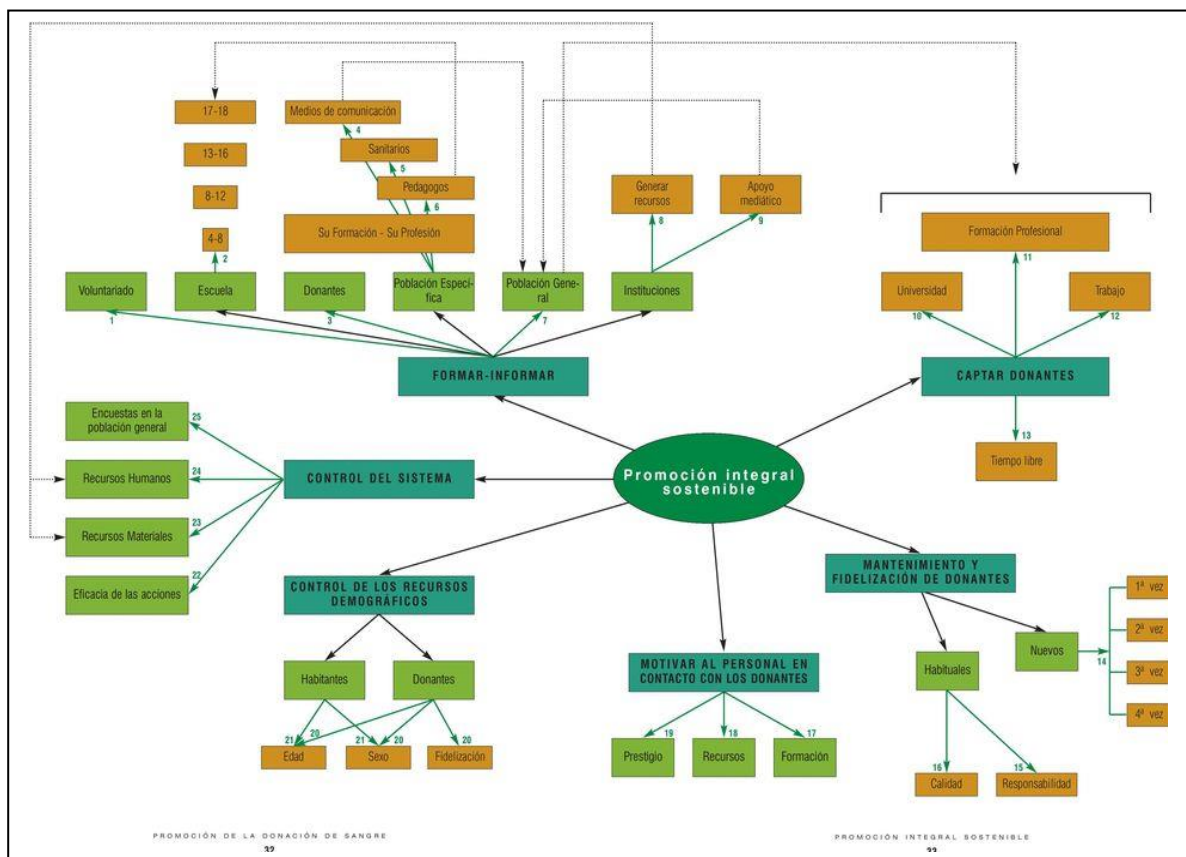 17-18
13-16
8-12
4-8
2
Medios de comunicación
4
Sanitarios
5
Pedagogos
6
Su Formación - Su Profesión
Generar
recursos
8
Apoyo
mediático
9
Formación Profesional
11
Universidad
10
Trabajo
12
Voluntariado
1
Escuela
Donantes
3
Población Especí-
fica
Población Gene-
ral
7
Instituciones
FORMAR-INFORMAR
CAPTAR DONANTES
13
Tiempo libre
Encuestas en la
población general
25
Recursos Humanos
24
Recursos Materiales
23
Eficacia de las acciones
22
CONTROL DEL SISTEMA
Promoción integral
sostenible
CONTROL DE LOS RECURSOS
DEMOGRÁFICOS
Habitantes
Donantes
21
20
21
20
20
Edad
Sexo
Fidelización
MOTIVAR AL PERSONAL EN
CONTACTO CON LOS DONANTES
19
18
17
Prestigio
Recursos
Formación
MANTENIMIENTO Y
FIDELIZACIÓN DE DONANTES
Habituales
Nuevos
14
1ª vez
2ª vez
3ª vez
4ª vez
16
15
Calidad
Responsabilidad
PROMOCIÓN DE LA DONACIÓN DE SANGRE
32
PROMOCIÓN INTEGRAL SOSTENIBLE
33